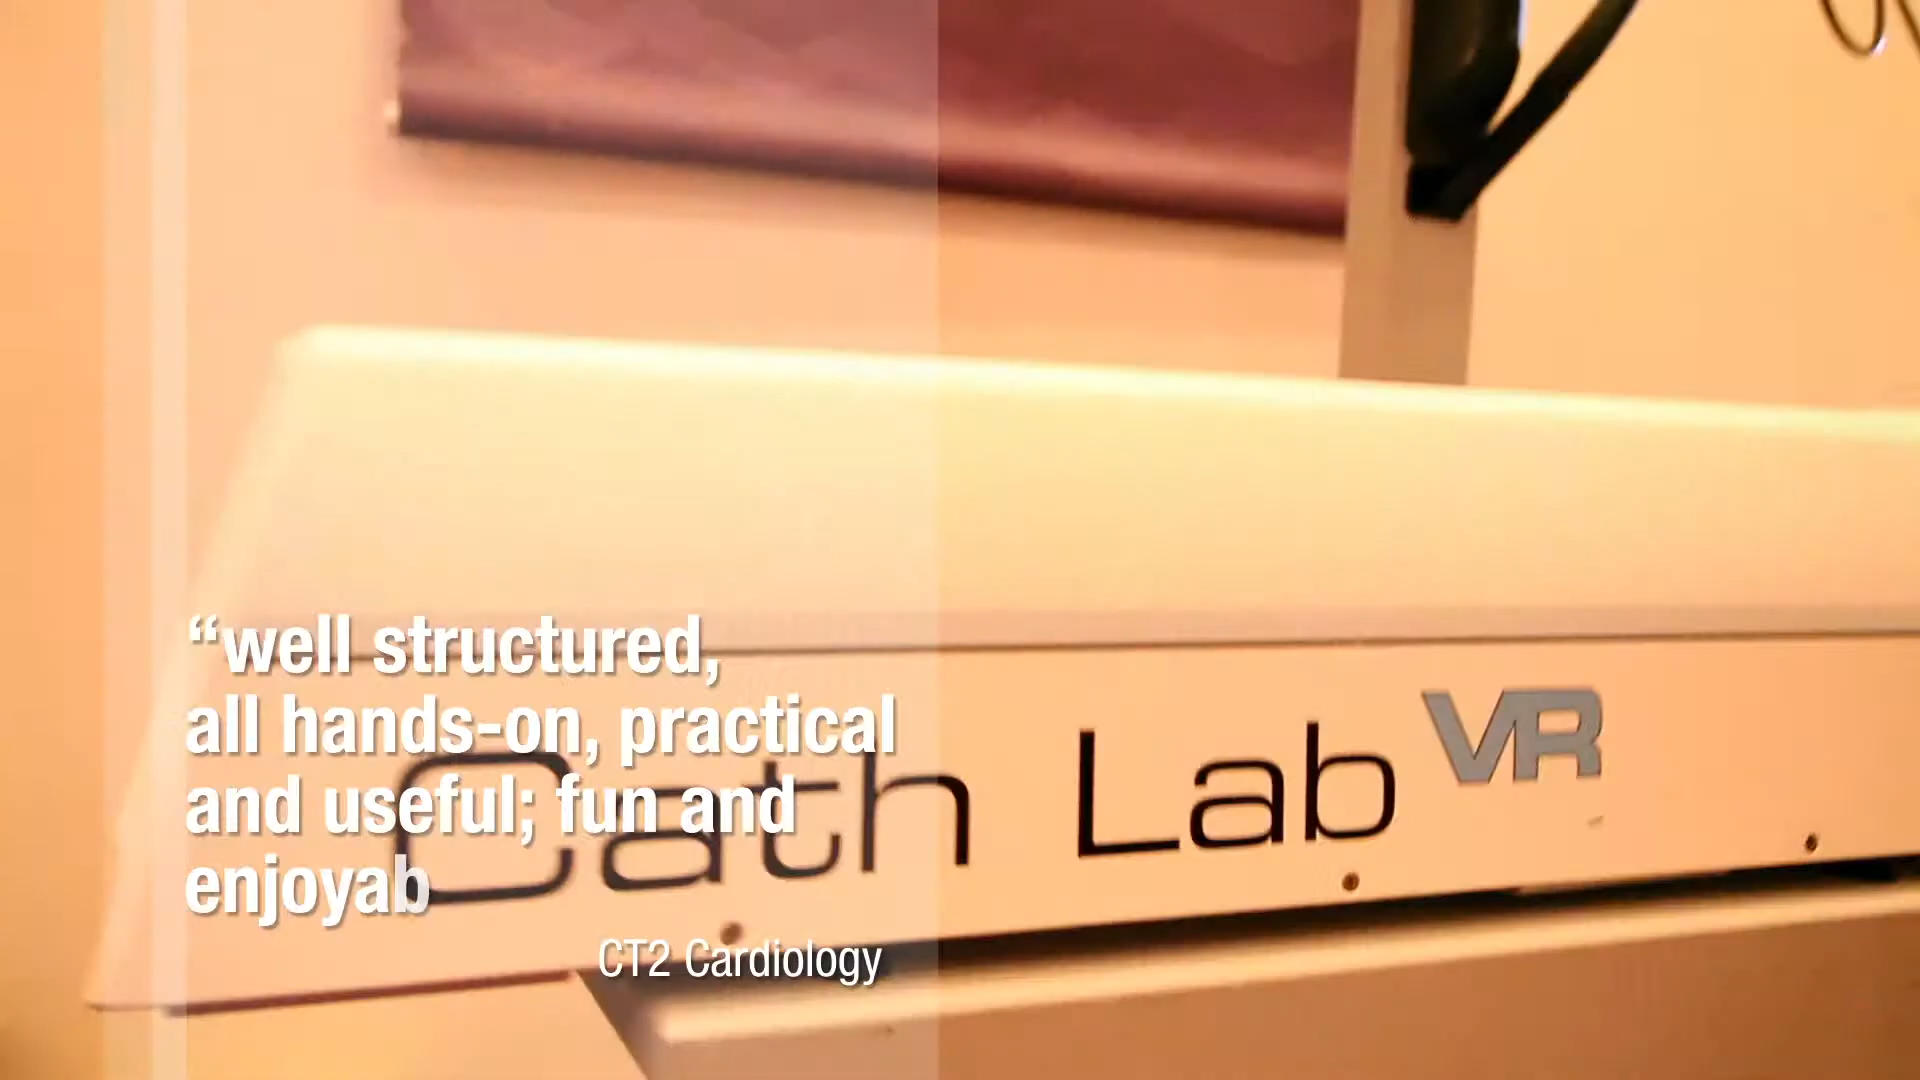 “well structured,
all hands-on, practical
and useful; fun and
enjoyab
CT2 Cardiology
Cath Lab VR